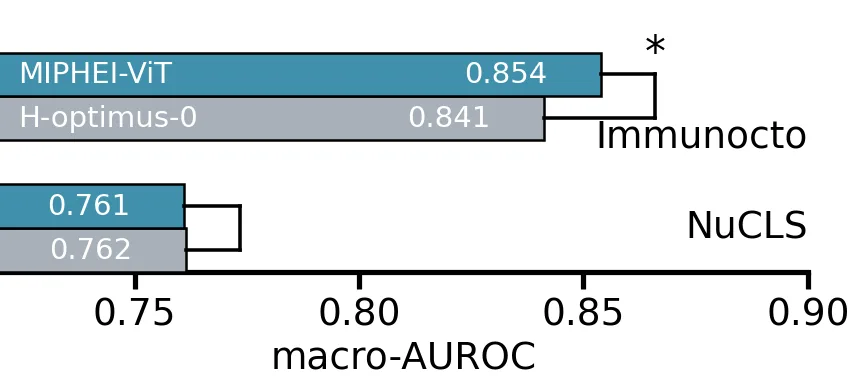 *
MIPHEI-ViT 0.854
H-optimus-0 0.841
Immunocto
0.761
NuCLS
0.762
0.75 0.80 0.85 0.90
macro-AUROC